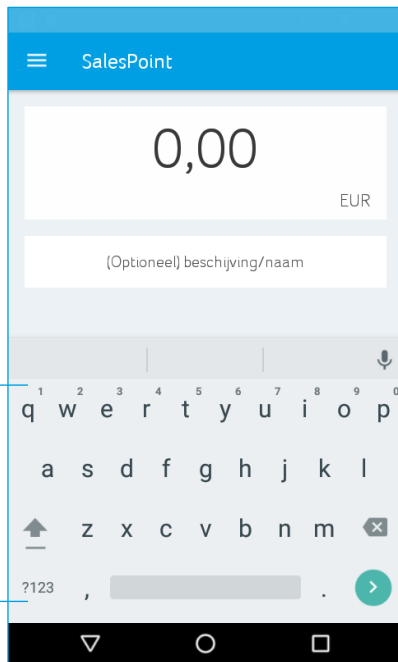 SalesPoint
0,00
EUR
(Optioneel) beschijving/naam
1 2 3 4 5 6 7 8 9 0
q w e r t y u i o p
a s d f g h j k l
z x c v b n m
?123 , .